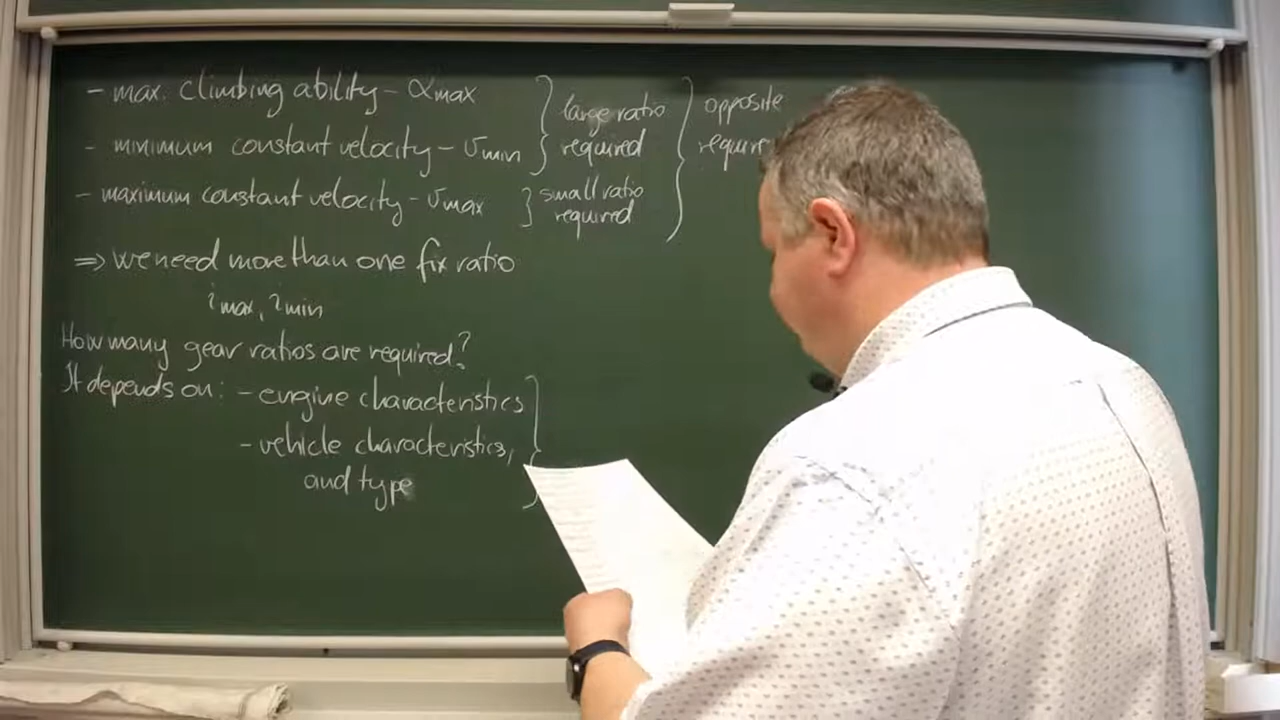 - max. climbing ability - αmax } large ratio } opposite
- minimum constant velocity - vmin } required
- maximum constant velocity - vmax } small ratio
required
⇒ we need more than one fix ratio
imax, imin
How many gear ratios are required?
It depends on: - engine characteristics
- vehicle characteristics,
and type